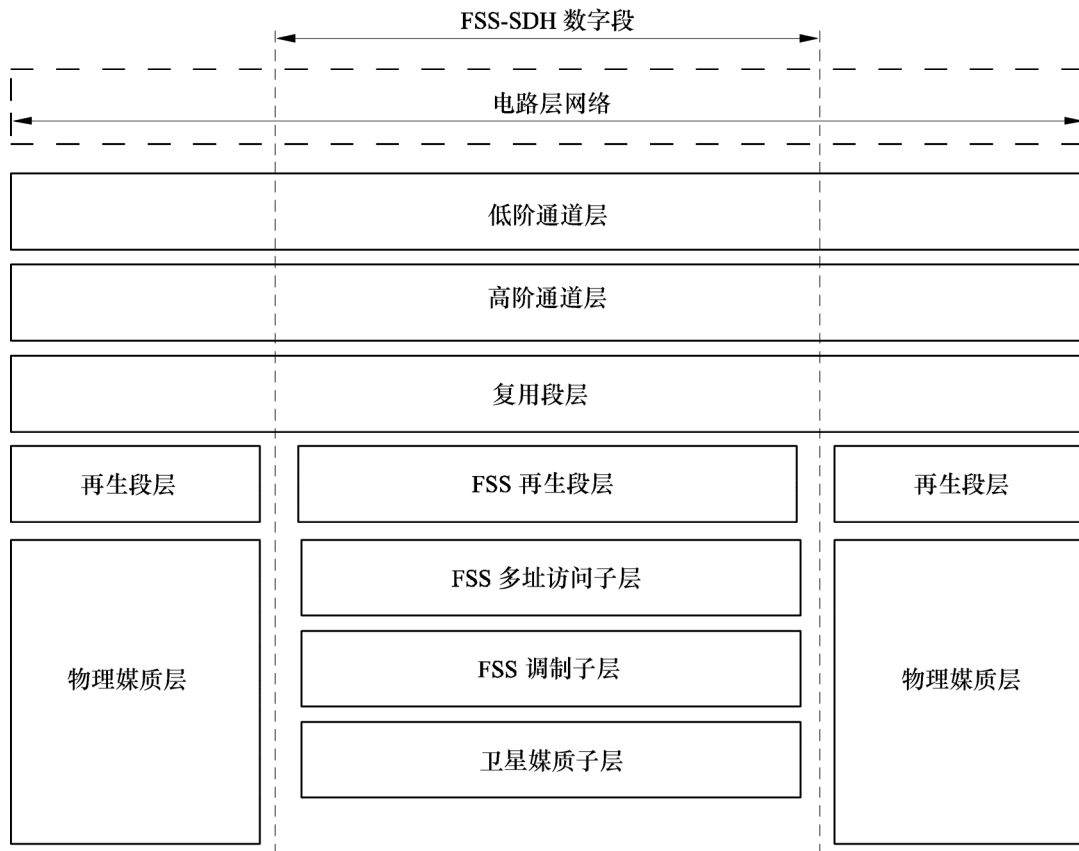 FSS-SDH 数字段
电路层网络
低阶通道层
高阶通道层
复用段层
再生段层
FSS 再生段层
再生段层
FSS 多址访问子层
物理媒质层
FSS 调制子层
物理媒质层
卫星媒质子层